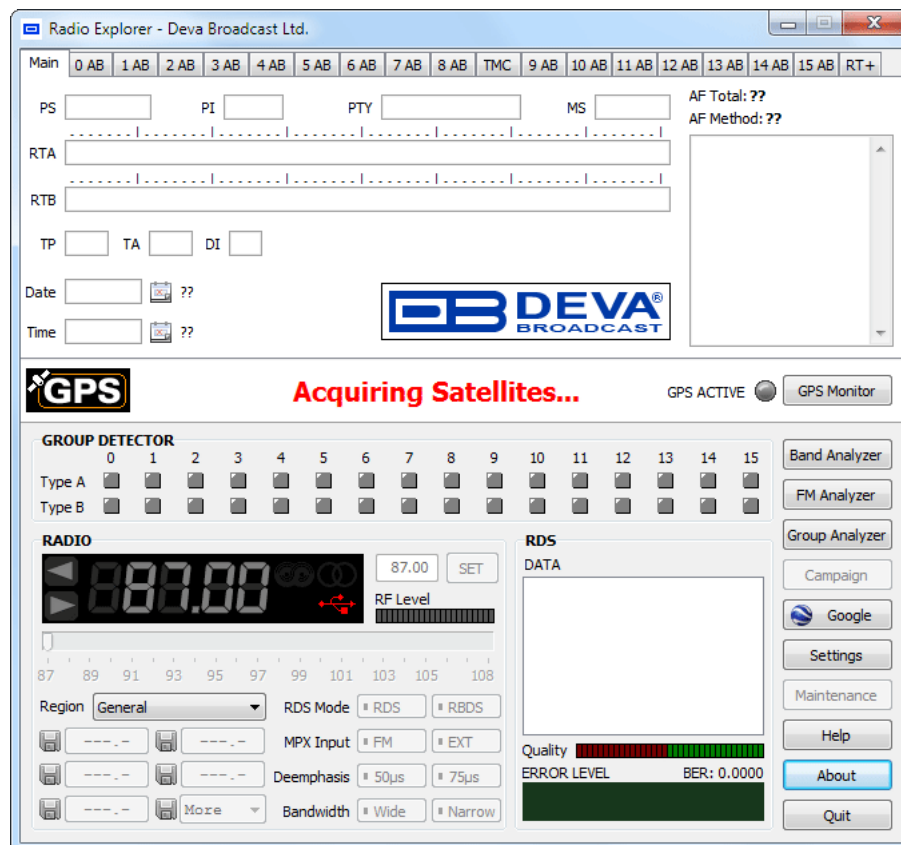 Radio Explorer - Deva Broadcast Ltd.
Main 0 AB 1 AB 2 AB 3 AB 4 AB 5 AB 6 AB 7 AB 8 AB TMC 9 AB 10 AB 11 AB 12 AB 13 AB 14 AB 15 AB RT+
PS PI PTY MS AF Total: ??
AF Method: ??
RTA
RTB
TP TA DI
Date ??
Time ??
DEVA®
BROADCAST
GPS Acquiring Satellites... GPS ACTIVE GPS Monitor
GROUP DETECTOR
0 1 2 3 4 5 6 7 8 9 10 11 12 13 14 15
Type A
Type B
Band Analyzer
FM Analyzer
Group Analyzer
Campaign
Google
Settings
Maintenance
Help
About
Quit
RADIO
87.00 87.00 SET
RF Level
87 89 91 93 95 97 99 101 103 105 108
Region General RDS Mode RDS RBDS
---.- ---.- MPX Input FM EXT
---.- ---.- Deemphasis 50µs 75µs
---.- More Bandwidth Wide Narrow
RDS
DATA
Quality
ERROR LEVEL BER: 0.0000